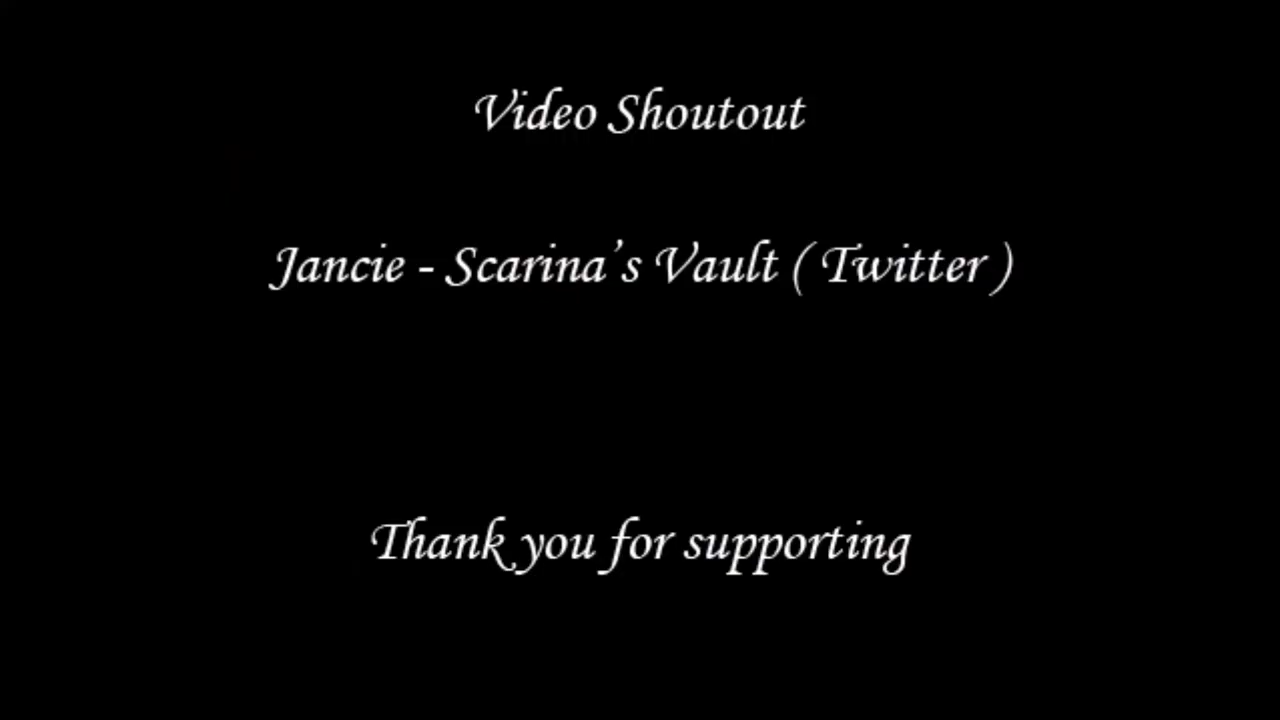 Video Shoutout
Jancie - Scarina's Vault ( Twitter )
Thank you for supporting